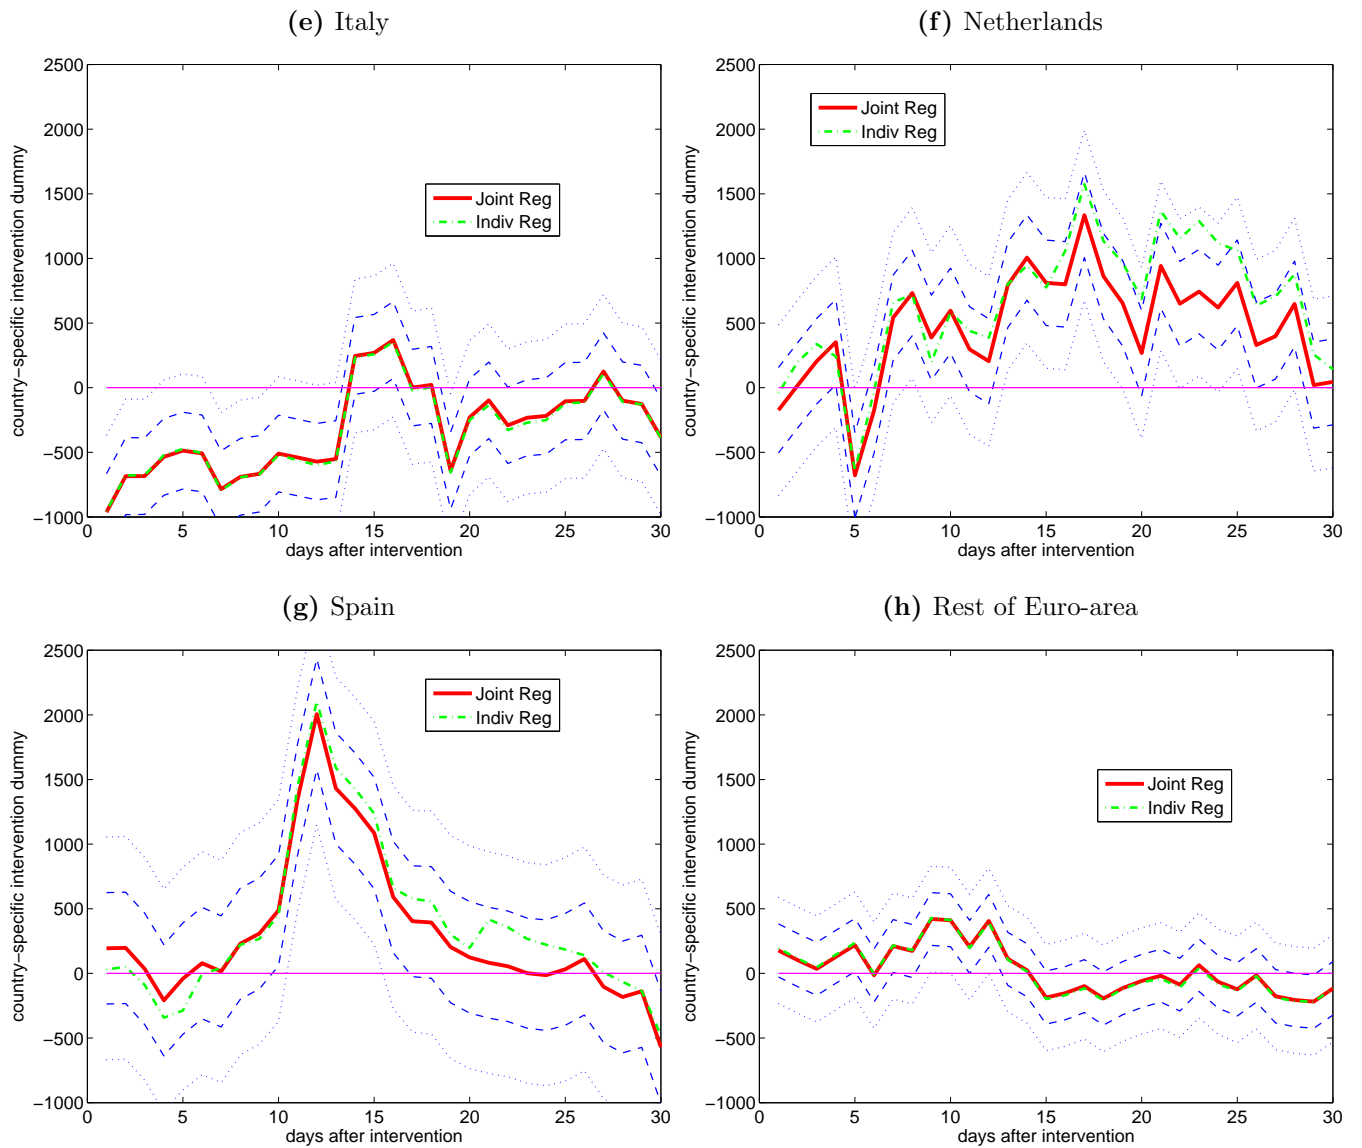 (e) Italy
2500
2000
1500
1000
500
0
−500
−1000
0 5 10 15 20 25 30
days after intervention
country−specific intervention dummy
Joint Reg
Indiv Reg
(f) Netherlands
2500
2000
1500
1000
500
0
−500
−1000
0 5 10 15 20 25 30
days after intervention
country−specific intervention dummy
Joint Reg
Indiv Reg
(g) Spain
2500
2000
1500
1000
500
0
−500
−1000
0 5 10 15 20 25 30
days after intervention
country−specific intervention dummy
Joint Reg
Indiv Reg
(h) Rest of Euro-area
2500
2000
1500
1000
500
0
−500
−1000
0 5 10 15 20 25 30
days after intervention
country−specific intervention dummy
Joint Reg
Indiv Reg